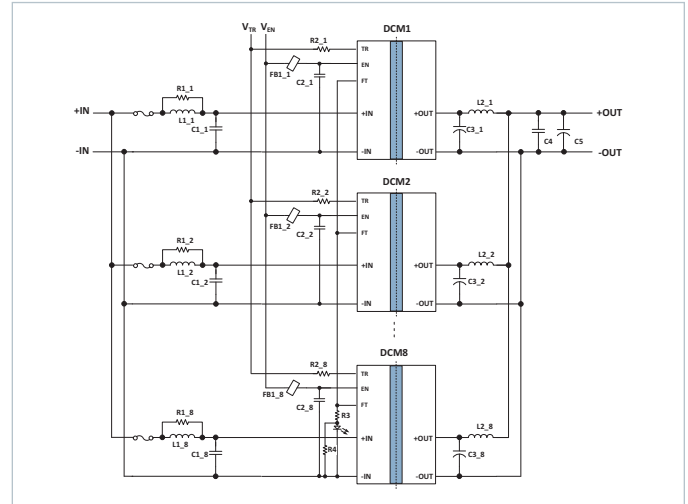 VTR VEN
DCM1
R2_1
TR
EN
FB1_1
C2_1
FT
R1_1
+IN
L1_1
C1_1
+IN
+OUT
L2_1
+OUT
C3_1
C4
C5
-IN
-IN
-OUT
-OUT
DCM2
R2_2
TR
EN
FB1_2
C2_2
FT
R1_2
L1_2
C1_2
+IN
+OUT
L2_2
C3_2
-IN
-OUT
DCM8
R2_8
TR
EN
FB1_8
C2_8
FT
R3
R1_8
L1_8
C1_8
R4
+IN
+OUT
L2_8
C3_8
-IN
-OUT